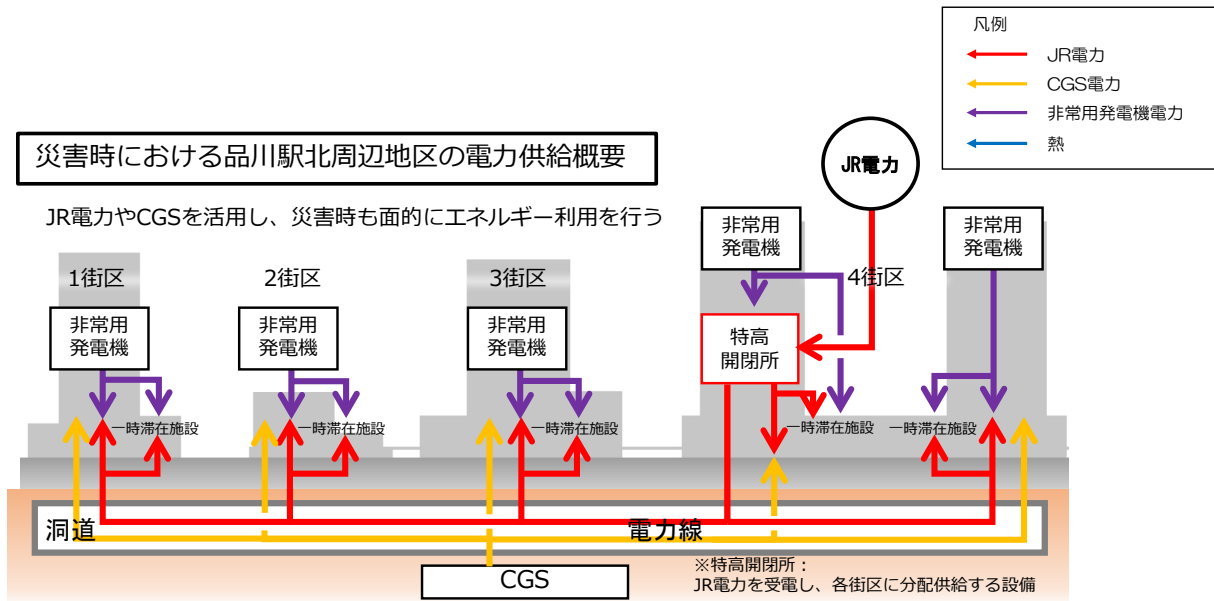 凡例
JR電力
CGS電力
非常用発電機電力
熱
災害時における品川駅北周辺地区の電力供給概要
JR電力やCGSを活用し、災害時も面的にエネルギー利用を行う
JR電力
1街区
2街区
3街区
4街区
非常用
発電機
非常用
発電機
非常用
発電機
非常用
発電機
非常用
発電機
特高
開閉所
一時滞在施設
一時滞在施設
一時滞在施設
一時滞在施設
一時滞在施設
洞道
電力線
CGS
※特高開閉所：
JR電力を受電し、各街区に分配供給する設備